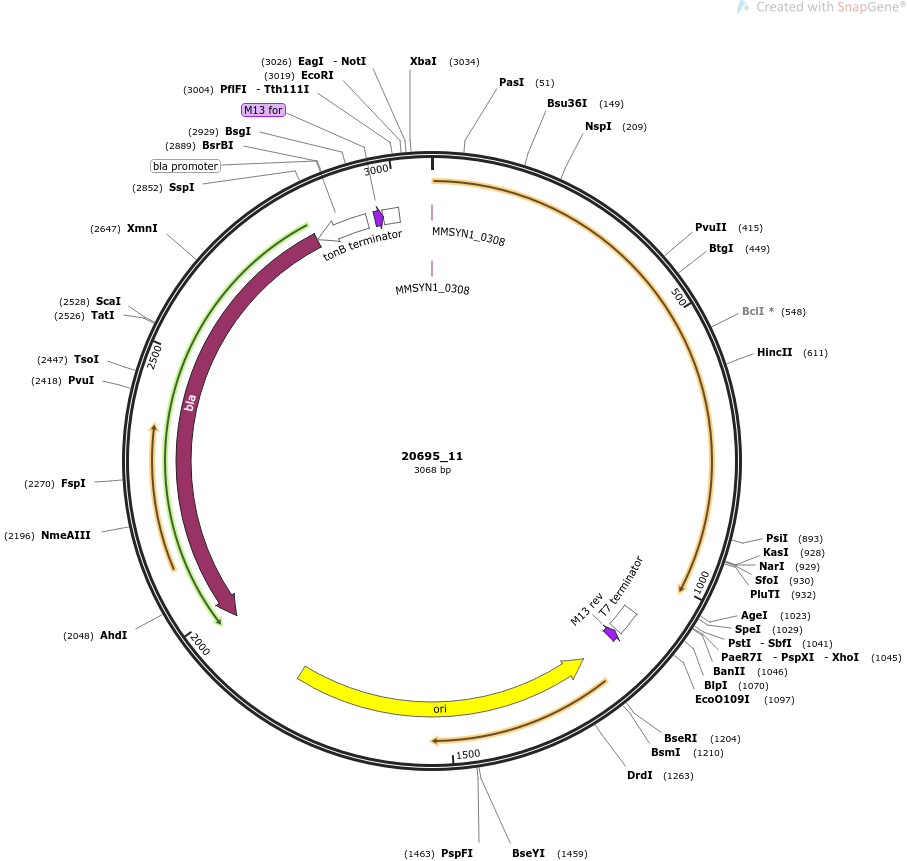 Created with SnapGene®
(3026) EagI - NotI
XbaI (3034)
(3019) EcoRI
PasI (51)
(3004) PflFI - Tth111I
Bsu36I (149)
M13 for
NspI (209)
(2929) BsgI
(2889) BsrBI
bla promoter
3000
(2852) SspI
(2647) XmnI
PvuII (415)
tonB terminator
MMSYN1_0308
BtgI (449)
MMSYN1_0308
500
(2528) ScaI
BclI * (548)
(2526) TatI
2500
HincII (611)
(2447) TsoI
(2418) PvuI
bla
20695_11
3068 bp
(2270) FspI
(2196) NmeAIII
PsiI (893)
KasI (928)
NarI (929)
SfoI (930)
PluTI (932)
1000
T7 terminator
M13 rev
AgeI (1023)
SpeI (1029)
(2048) AhdI
2000
PstI - SbfI (1041)
PaeR7I - PspXI - XhoI (1045)
BanII (1046)
BlpI (1070)
EcoO109I (1097)
ori
BseRI (1204)
BsmI (1210)
1500
DrdI (1263)
(1463) PspFI
BseYI (1459)